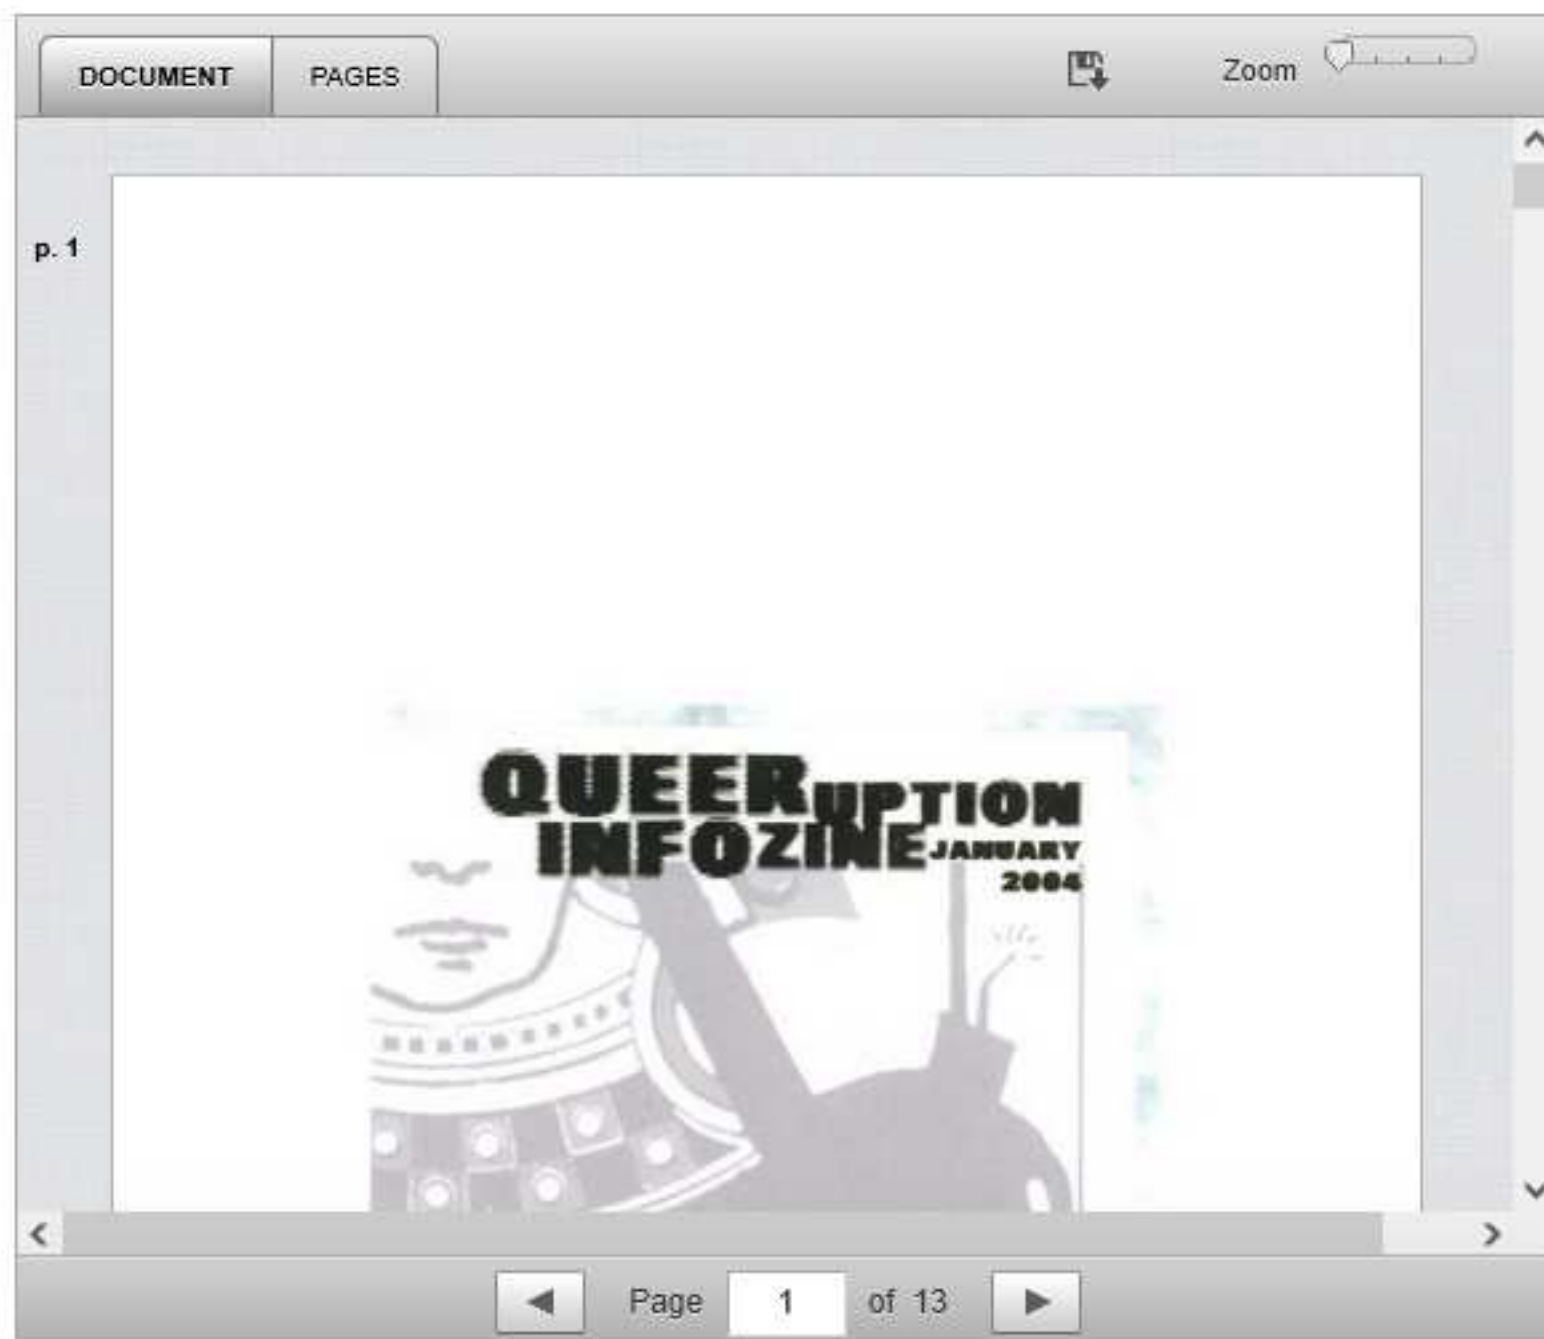 DOCUMENT PAGES Zoom
p. 1
QUEERUPTION
INFOZINE JANUARY
2004
Page 1 of 13